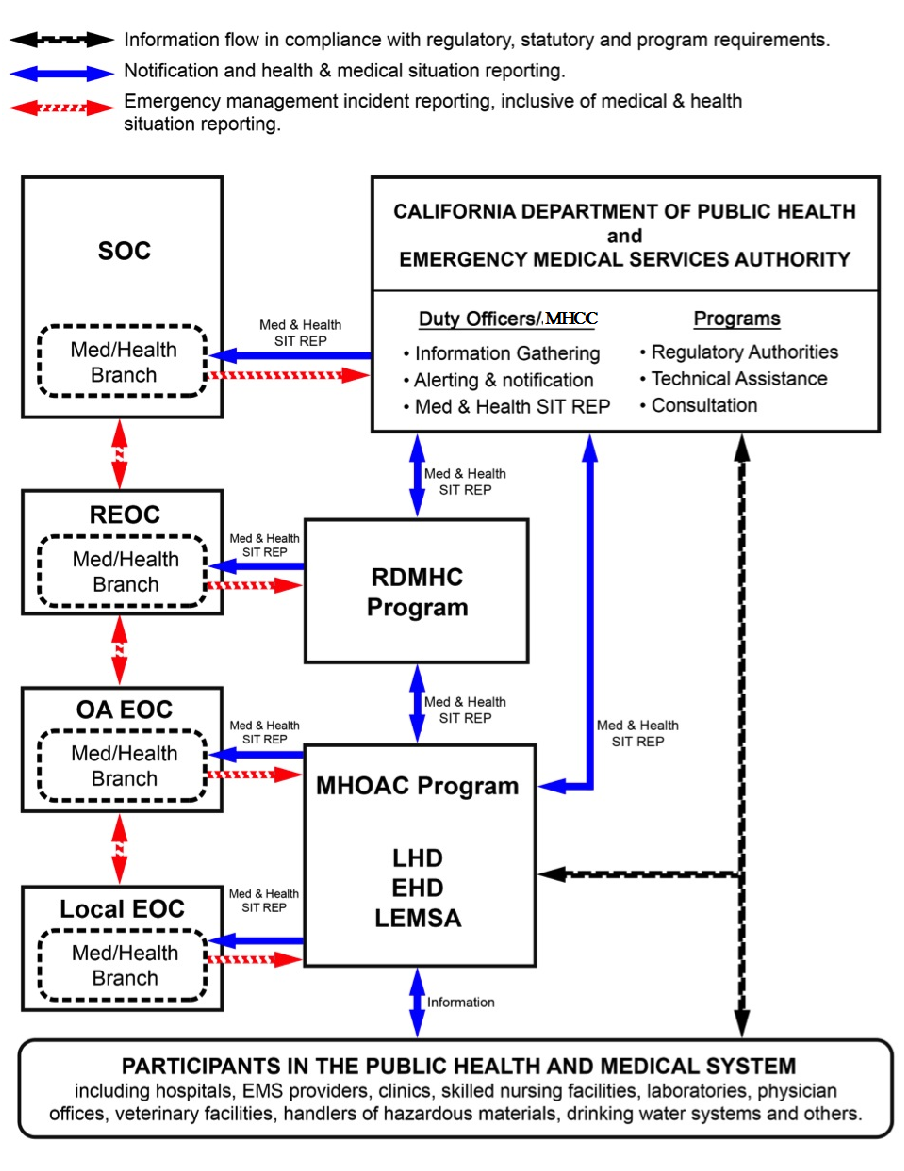 Information flow in compliance with regulatory, statutory and program requirements.
Notification and health & medical situation reporting.
Emergency management incident reporting, inclusive of medical & health
situation reporting.
SOC
Med/Health
Branch
Med & Health
SIT REP
CALIFORNIA DEPARTMENT OF PUBLIC HEALTH
and
EMERGENCY MEDICAL SERVICES AUTHORITY
Duty Officers/.MHCC
• Information Gathering
• Alerting & notification
• Med & Health SIT REP
Programs
• Regulatory Authorities
• Technical Assistance
• Consultation
Med & Health
SIT REP
REOC
Med/Health
Branch
Med & Health
SIT REP
RDMHC
Program
Med & Health
SIT REP
OA EOC
Med/Health
Branch
Med & Health
SIT REP
MHOAC Program
LHD
EHD
LEMSA
Med & Health
SIT REP
Local EOC
Med/Health
Branch
Med & Health
SIT REP
Information
PARTICIPANTS IN THE PUBLIC HEALTH AND MEDICAL SYSTEM
including hospitals, EMS providers, clinics, skilled nursing facilities, laboratories, physician
offices, veterinary facilities, handlers of hazardous materials, drinking water systems and others.